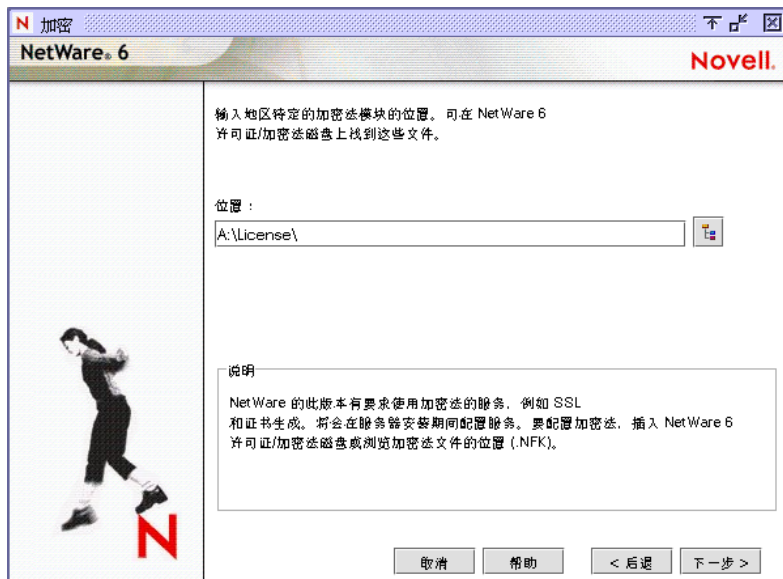 N 加密
NetWare® 6
Novell.
输入地区特定的加密法模块的位置。可在 NetWare 6
许可证/加密法磁盘上找到这些文件。
位置：
A:\License\
说明
NetWare 的此版本有要求使用加密法的服务，例如 SSL
和证书生成。将会在服务器安装期间配置服务。要配置加密法，插入 NetWare 6
许可证/加密法磁盘或浏览加密法文件的位置 (.NFK)。
N
取消 帮助 < 后退 下一步 >